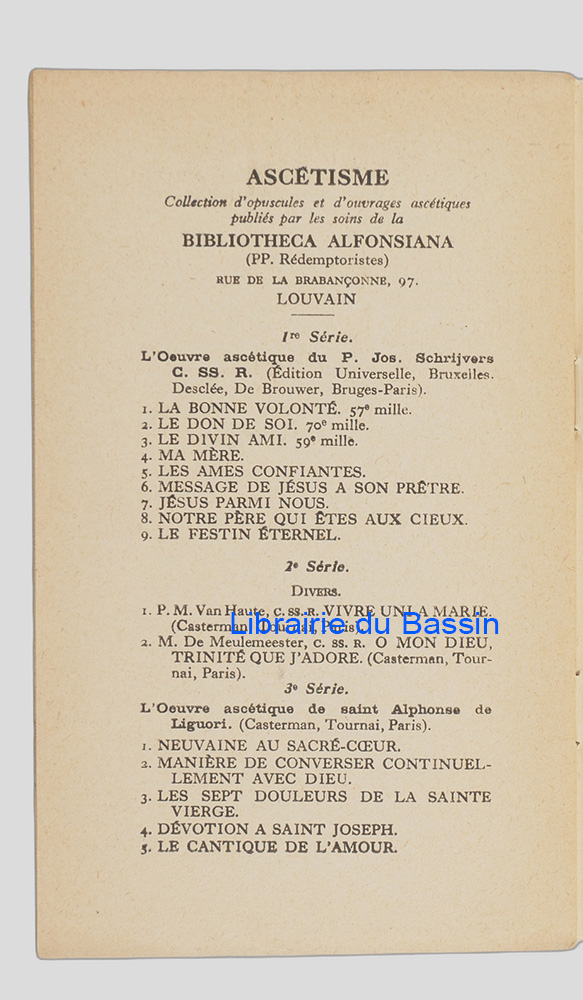 ASCÉTISME
Collection d'opuscules et d'ouvrages ascétiques
publiés par les soins de la
BIBLIOTHECA ALFONSIANA
(PP. Rédemptoristes)
RUE DE LA BRABANÇONNE, 97.
LOUVAIN
1re Série.
L'Oeuvre ascétique du P. Jos. Schrijvers
C. SS. R. (Édition Universelle, Bruxelles.
Desclée, De Brouwer, Bruges-Paris).
1. LA BONNE VOLONTÉ. 57e mille.
2. LE DON DE SOI. 70e mille.
3. LE DIVIN AMI. 59e mille.
4. MA MÈRE.
5. LES AMES CONFIANTES.
6. MESSAGE DE JÉSUS A SON PRÊTRE.
7. JÉSUS PARMI NOUS.
8. NOTRE PÈRE QUI ÊTES AUX CIEUX.
9. LE FESTIN ÉTERNEL.
2e Série.
DIVERS.
1. P. M. Van Haute, C. SS. R. VIVRE UNI A MARIE.
(Casterman, Tournai, Paris).
Librairie du Bassin
2. M. De Meulemeester, C. SS. R. O MON DIEU,
TRINITÉ QUE J'ADORE. (Casterman, Tour-
nai, Paris).
3e Série.
L'Oeuvre ascétique de saint Alphonse de
Liguori. (Casterman, Tournai, Paris).
1. NEUVAINE AU SACRÉ-CŒUR.
2. MANIÈRE DE CONVERSER CONTINUEL-
LEMENT AVEC DIEU.
3. LES SEPT DOULEURS DE LA SAINTE
VIERGE.
4. DÉVOTION A SAINT JOSEPH.
5. LE CANTIQUE DE L'AMOUR.